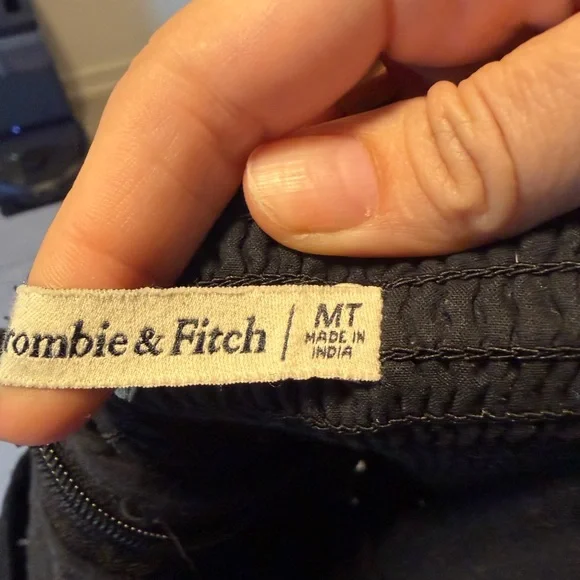 rombie & Fitch
MT
MADE IN
INDIA